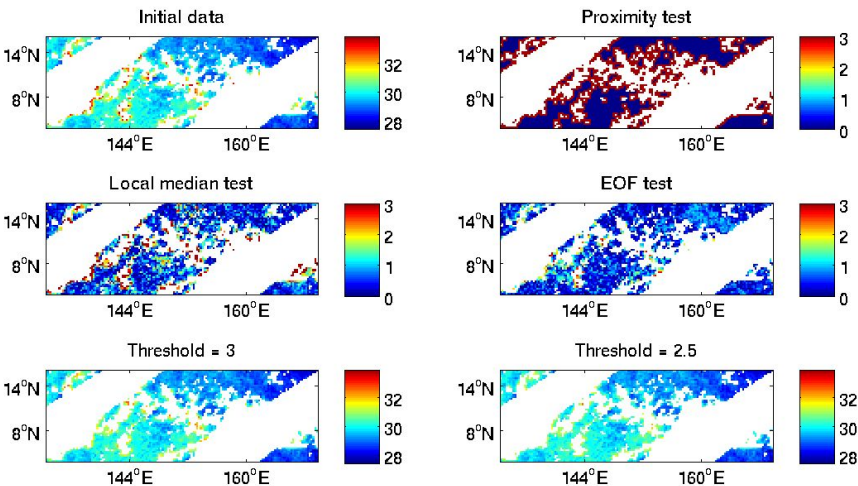 Initial data
Proximity test
14°N
8°N
144°E
160°E
32
30
28
14°N
8°N
144°E
160°E
3
2
1
0
Local median test
EOF test
14°N
8°N
144°E
160°E
3
2
1
0
14°N
8°N
144°E
160°E
3
2
1
0
Threshold = 3
Threshold = 2.5
14°N
8°N
144°E
160°E
32
30
28
14°N
8°N
144°E
160°E
32
30
28